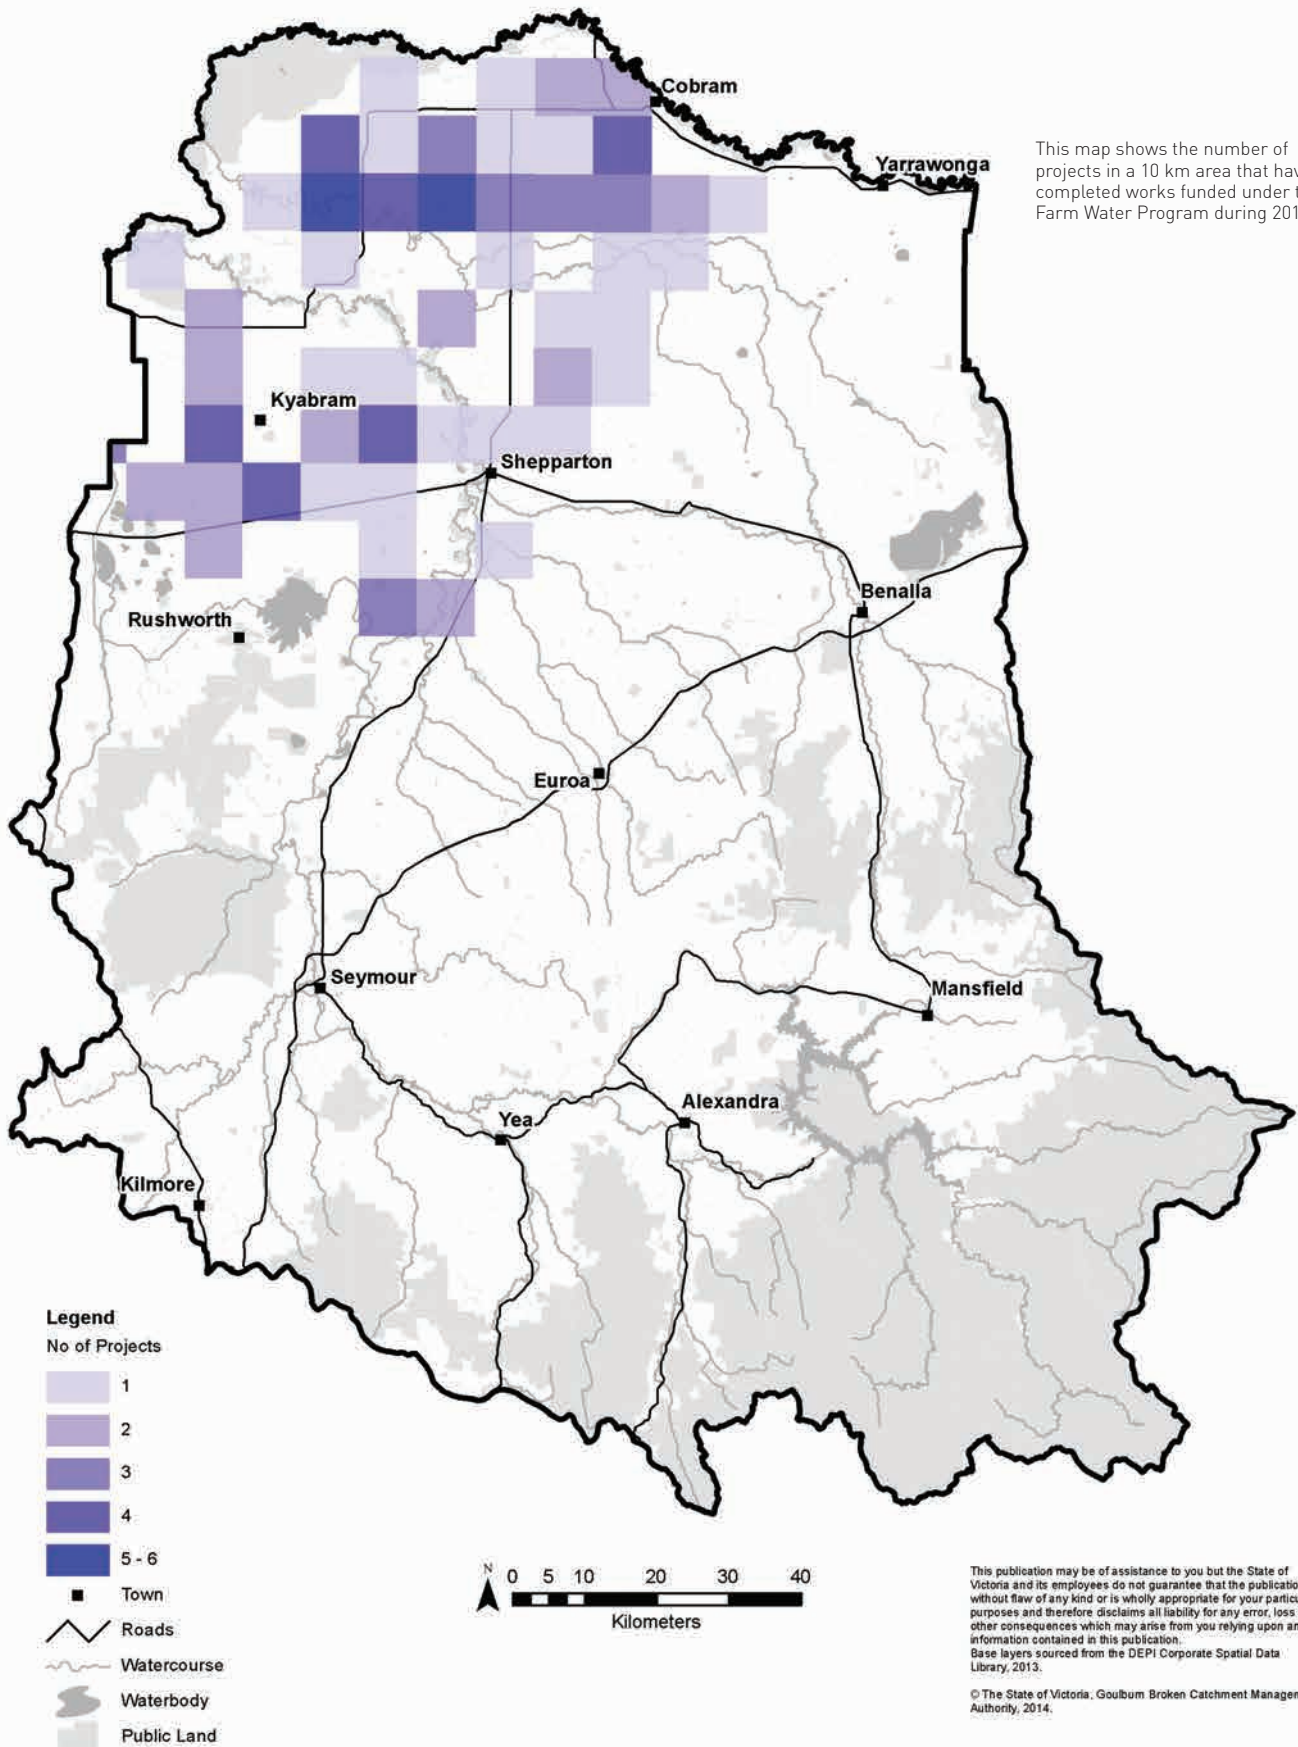 Cobram
Yarrawonga
This map shows the number of
projects in a 10 km area that hav
completed works funded under t
Farm Water Program during 201
Kyabram
Shepparton
Benalla
Rushworth
Euroa
Seymour
Mansfield
Alexandra
Yea
Kilmore
Legend
No of Projects
1
2
3
4
5 - 6
Town
Roads
Watercourse
Waterbody
Public Land
N
0 5 10 20 30 40
Kilometers
This publication may be of assistance to you but the State of
Victoria and its employees do not guarantee that the publicatio
without flaw of any kind or is wholly appropriate for your particu
purposes and therefore disclaims all liability for any error, loss
other consequences which may arise from you relying upon an
information contained in this publication.
Base layers sourced from the DEPI Corporate Spatial Data
Library, 2013.
© The State of Victoria, Goulburn Broken Catchment Managen
Authority, 2014.